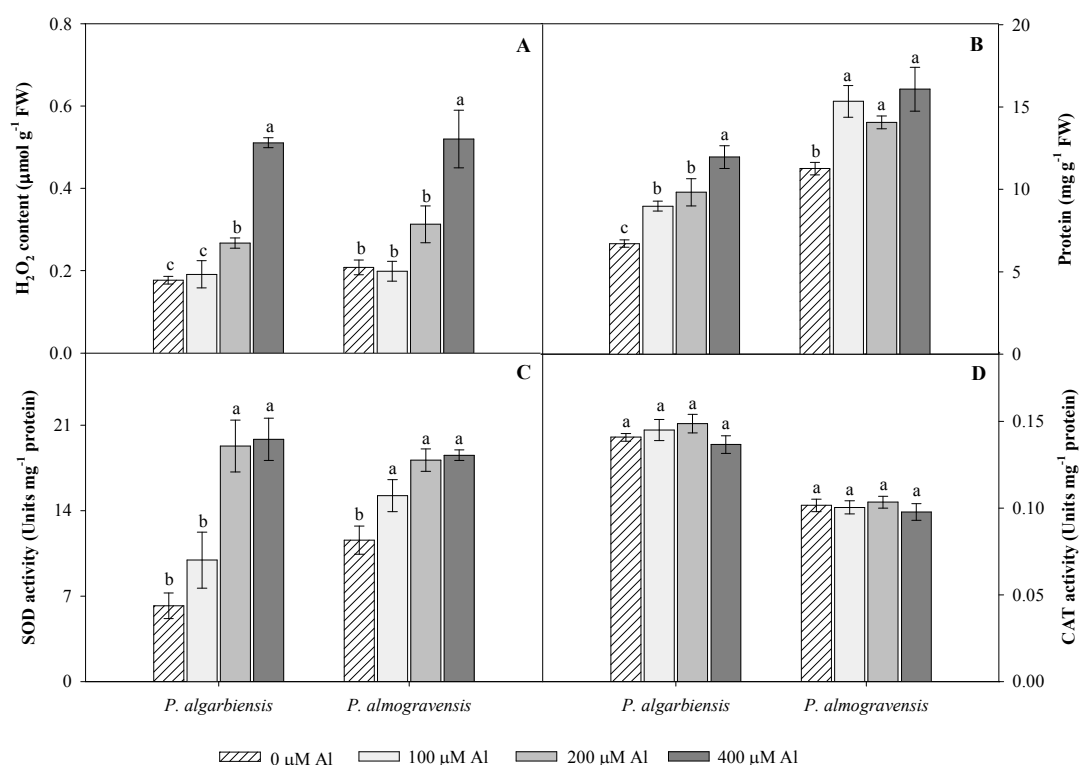 0.8
0.6
0.4
0.2
0.0
H₂O₂ content (μmol g⁻¹ FW)
A
c
c
b
a
b
b
b
a
B
c
b
b
a
b
a
a
a
20
15
10
5
0
Protein (mg g⁻¹ FW)
21
14
7
0
SOD activity (Units mg⁻¹ protein)
C
b
b
a
a
b
a
a
a
D
a
a
a
a
a
a
a
a
0.15
0.10
0.05
0.00
CAT activity (Units mg⁻¹ protein)
P. algarbiensis P. almogravensis P. algarbiensis P. almogravensis
0 μM Al 100 μM Al 200 μM Al 400 μM Al